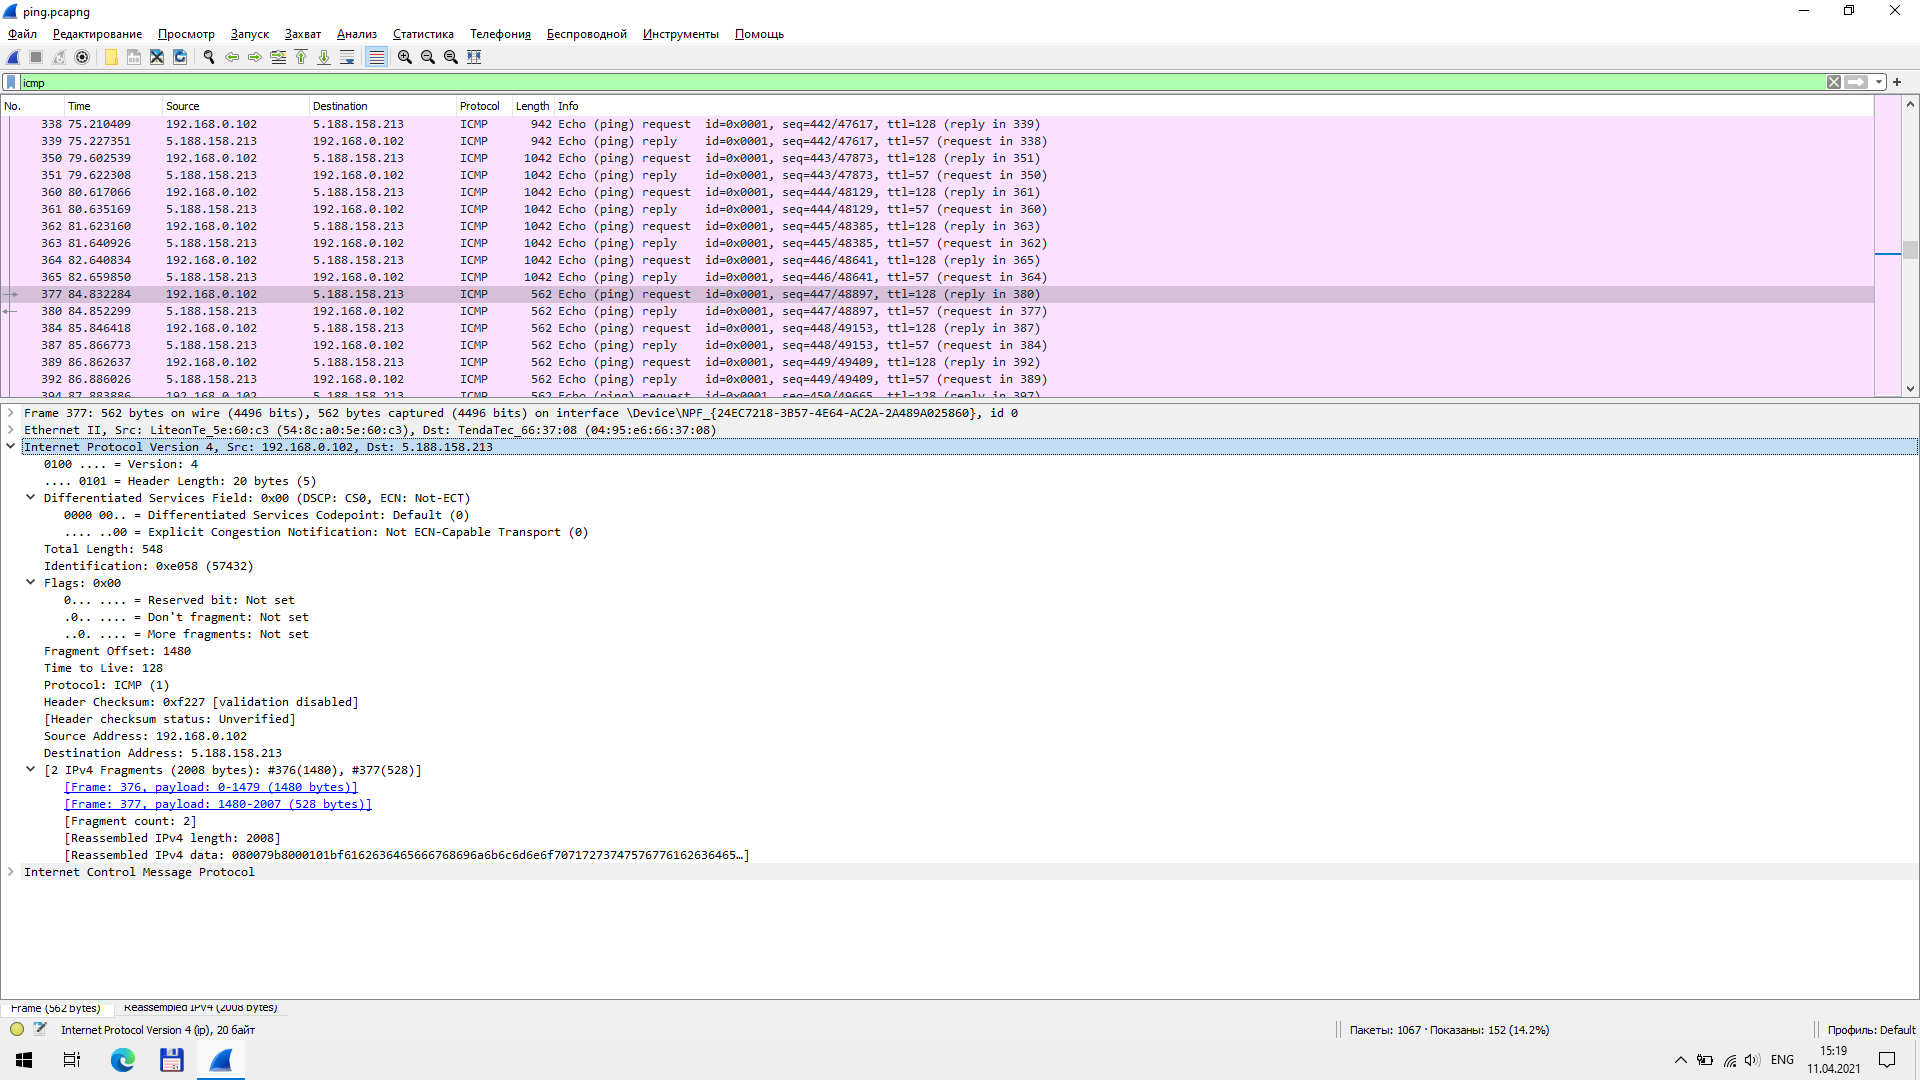 ping.pcapng
Файл Редактирование Просмотр Запуск Захват Анализ Статистика Телефония Беспроводной Инструменты Помощь
icmp
No. Time Source Destination Protocol Length Info
338 75.210409 192.168.0.102 5.188.158.213 ICMP 942 Echo (ping) request id=0x0001, seq=442/47617, ttl=128 (reply in 339)
339 75.227351 5.188.158.213 192.168.0.102 ICMP 942 Echo (ping) reply id=0x0001, seq=442/47617, ttl=57 (request in 338)
350 79.602539 192.168.0.102 5.188.158.213 ICMP 1042 Echo (ping) request id=0x0001, seq=443/47873, ttl=128 (reply in 351)
351 79.622308 5.188.158.213 192.168.0.102 ICMP 1042 Echo (ping) reply id=0x0001, seq=443/47873, ttl=57 (request in 350)
360 80.617066 192.168.0.102 5.188.158.213 ICMP 1042 Echo (ping) request id=0x0001, seq=444/48129, ttl=128 (reply in 361)
361 80.635169 5.188.158.213 192.168.0.102 ICMP 1042 Echo (ping) reply id=0x0001, seq=444/48129, ttl=57 (request in 360)
362 81.623160 192.168.0.102 5.188.158.213 ICMP 1042 Echo (ping) request id=0x0001, seq=445/48385, ttl=128 (reply in 363)
363 81.640926 5.188.158.213 192.168.0.102 ICMP 1042 Echo (ping) reply id=0x0001, seq=445/48385, ttl=57 (request in 362)
364 82.640834 192.168.0.102 5.188.158.213 ICMP 1042 Echo (ping) request id=0x0001, seq=446/48641, ttl=128 (reply in 365)
365 82.659850 5.188.158.213 192.168.0.102 ICMP 1042 Echo (ping) reply id=0x0001, seq=446/48641, ttl=57 (request in 364)
377 84.832284 192.168.0.102 5.188.158.213 ICMP 562 Echo (ping) request id=0x0001, seq=447/48897, ttl=128 (reply in 380)
380 84.852299 5.188.158.213 192.168.0.102 ICMP 562 Echo (ping) reply id=0x0001, seq=447/48897, ttl=57 (request in 377)
384 85.846418 192.168.0.102 5.188.158.213 ICMP 562 Echo (ping) request id=0x0001, seq=448/49153, ttl=128 (reply in 387)
387 85.866773 5.188.158.213 192.168.0.102 ICMP 562 Echo (ping) reply id=0x0001, seq=448/49153, ttl=57 (request in 384)
389 86.862637 192.168.0.102 5.188.158.213 ICMP 562 Echo (ping) request id=0x0001, seq=449/49409, ttl=128 (reply in 392)
392 86.886026 5.188.158.213 192.168.0.102 ICMP 562 Echo (ping) reply id=0x0001, seq=449/49409, ttl=57 (request in 389)
394 87.883886 192.168.0.102 5.188.158.213 ICMP 562 Echo (ping) request id=0x0001, seq=450/49665, ttl=128 (reply in 397)
Frame 377: 562 bytes on wire (4496 bits), 562 bytes captured (4496 bits) on interface \Device\NPF_{24EC7218-3B57-4E64-AC2A-2A489A025860}, id 0
Ethernet II, Src: LiteonTe_5e:60:c3 (54:8c:a0:5e:60:c3), Dst: TendaTec_66:37:08 (04:95:e6:66:37:08)
Internet Protocol Version 4, Src: 192.168.0.102, Dst: 5.188.158.213
0100 .... = Version: 4
.... 0101 = Header Length: 20 bytes (5)
Differentiated Services Field: 0x00 (DSCP: CS0, ECN: Not-ECT)
0000 00.. = Differentiated Services Codepoint: Default (0)
.... ..00 = Explicit Congestion Notification: Not ECN-Capable Transport (0)
Total Length: 548
Identification: 0xe058 (57432)
Flags: 0x00
0... .... = Reserved bit: Not set
.0.. .... = Don't fragment: Not set
..0. .... = More fragments: Not set
Fragment Offset: 1480
Time to Live: 128
Protocol: ICMP (1)
Header Checksum: 0xf227 [validation disabled]
[Header checksum status: Unverified]
Source Address: 192.168.0.102
Destination Address: 5.188.158.213
[2 IPv4 Fragments (2008 bytes): #376(1480), #377(528)]
[Frame: 376, payload: 0-1479 (1480 bytes)]
[Frame: 377, payload: 1480-2007 (528 bytes)]
[Fragment count: 2]
[Reassembled IPv4 length: 2008]
[Reassembled IPv4 data: 080079b8000101bf6162636465666768696a6b6c6d6e6f7071727374757677616263646465…]
Internet Control Message Protocol
Frame (562 bytes) Reassembled IPv4 (2008 bytes)
Internet Protocol Version 4 (ip), 20 байт
Пакеты: 1067 · Показаны: 152 (14.2%)
Профиль: Default
ENG
15:19
11.04.2021